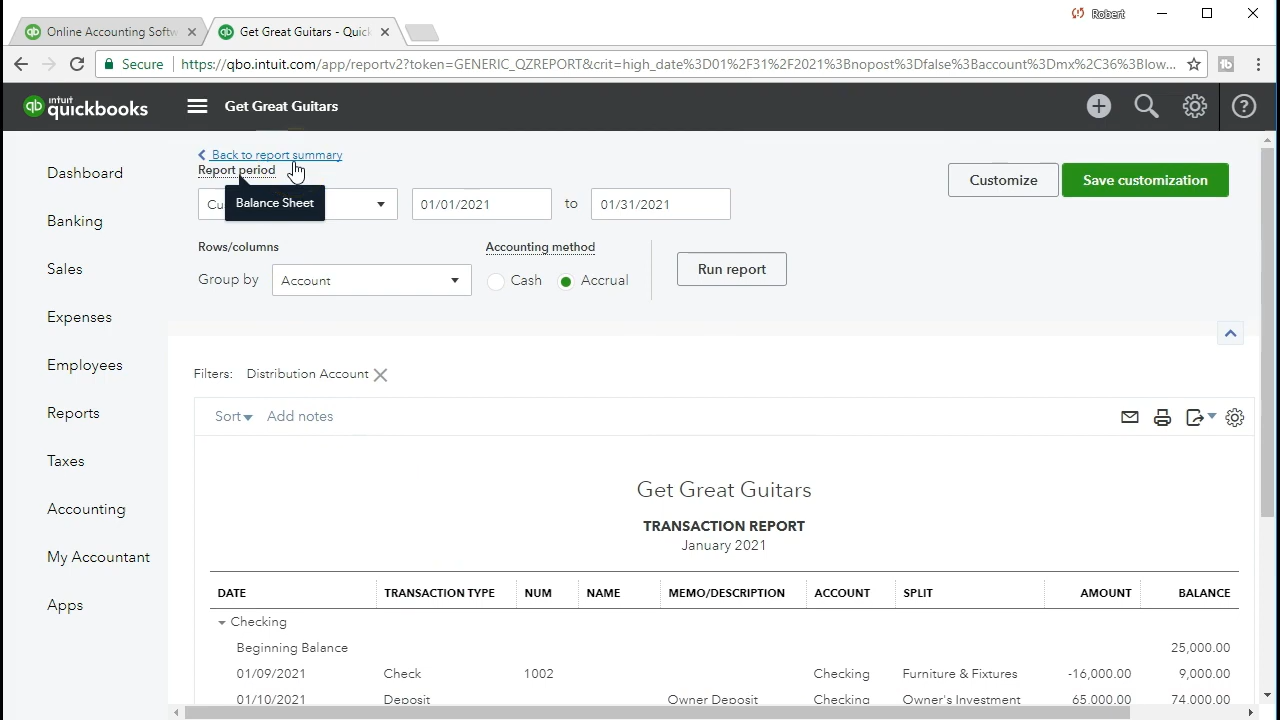 Robert
Online Accounting Softw
Get Great Guitars - Quick
Secure
https://qbo.intuit.com/app/reportv2?token=GENERIC_QZREPORT&crit=high_date%3D01%2F31%2F2021%3Bnopost%3Dfalse%3Baccount%3Dmx%2C36%3Blow...
intuit
quickbooks
Get Great Guitars
Dashboard
Banking
Sales
Expenses
Employees
Reports
Taxes
Accounting
My Accountant
Apps
Back to report summary
Report period
Balance Sheet
Cu
01/01/2021 to 01/31/2021
Customize
Save customization
Rows/columns
Group by Account
Accounting method
Cash Accrual
Run report
Filters: Distribution Account
Sort Add notes
Get Great Guitars
TRANSACTION REPORT
January 2021
DATE TRANSACTION TYPE NUM NAME MEMO/DESCRIPTION ACCOUNT SPLIT AMOUNT BALANCE
Checking
Beginning Balance 25,000.00
01/09/2021 Check 1002 Checking Furniture & Fixtures -16,000.00 9,000.00
01/10/2021 Deposit Owner Deposit Checking Owner's Investment 65,000.00 74,000.00